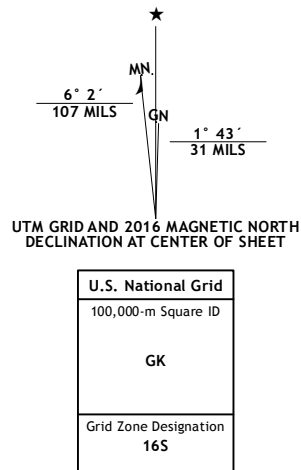 ★
MN.
6° 2´
107 MILS
GN
1° 43´
31 MILS
UTM GRID AND 2016 MAGNETIC NORTH
DECLINATION AT CENTER OF SHEET
U.S. National Grid
100,000-m Square ID
GK
Grid Zone Designation
16S